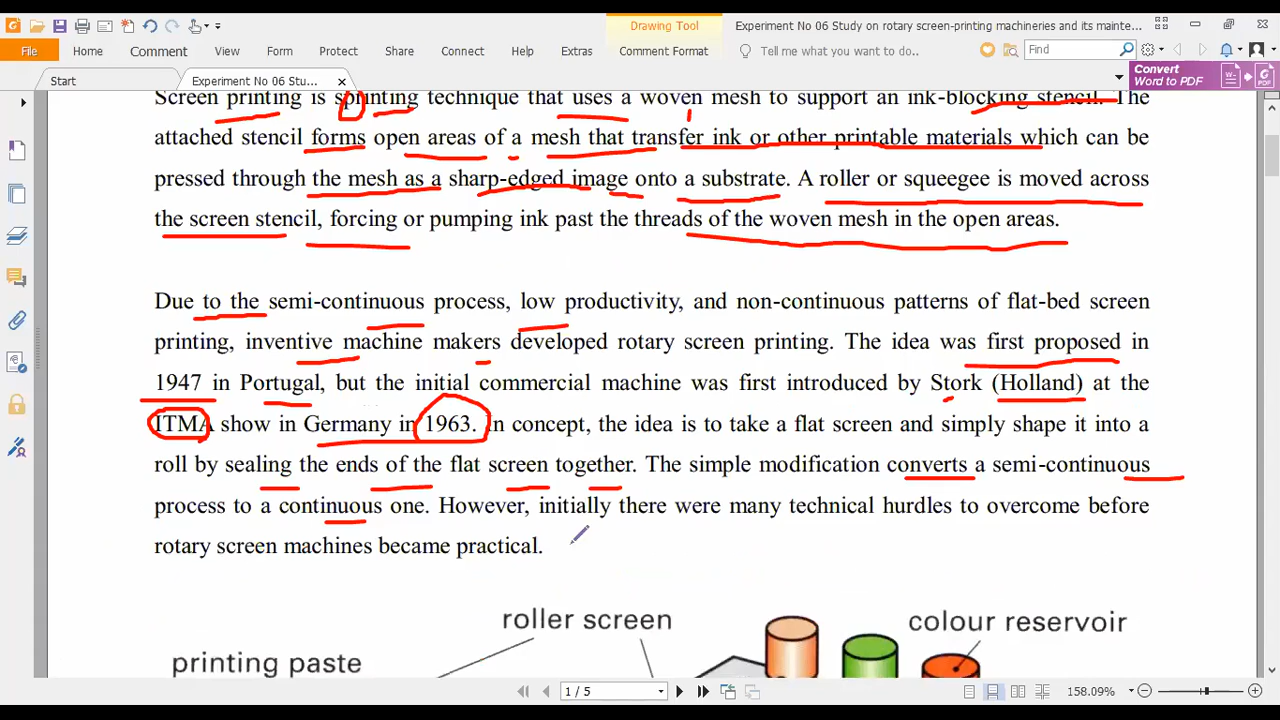 Drawing Tool
Experiment No 06 Study on rotary screen-printing machineries and its mainte...
File Home Comment View Form Protect Share Connect Help Extras Comment Format Tell me what you want to do.. Find
Start Experiment No 06 Stu... Convert Word to PDF
Screen printing is sprinting technique that uses a woven mesh to support an ink-blocking stencil. The
attached stencil forms open areas of a mesh that transfer ink or other printable materials which can be
pressed through the mesh as a sharp-edged image onto a substrate. A roller or squeegee is moved across
the screen stencil, forcing or pumping ink past the threads of the woven mesh in the open areas.
Due to the semi-continuous process, low productivity, and non-continuous patterns of flat-bed screen
printing, inventive machine makers developed rotary screen printing. The idea was first proposed in
1947 in Portugal, but the initial commercial machine was first introduced by Stork (Holland) at the
ITMA show in Germany in 1963. In concept, the idea is to take a flat screen and simply shape it into a
roll by sealing the ends of the flat screen together. The simple modification converts a semi-continuous
process to a continuous one. However, initially there were many technical hurdles to overcome before
rotary screen machines became practical.
roller screen
colour reservoir
printing paste
1 / 5 158.09%